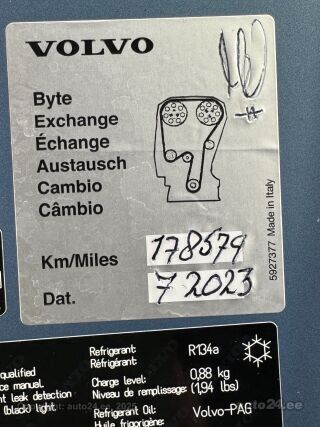 VOLVO
Byte
Exchange
Échange
Austausch
Cambio
Câmbio
Km/Miles 178579
Dat. 7 2023
5927377 Made in Italy
Refrigerant: R134a
Réfrigérant:
Charge level: 0,88 kg
Niveau de remplissage: (1,94 lbs)
Refrigerant Oil: Volvo-PAG
Huile frigorigène:
qualified
ce manual.
nt leak detection
(black) light
auto24.ee